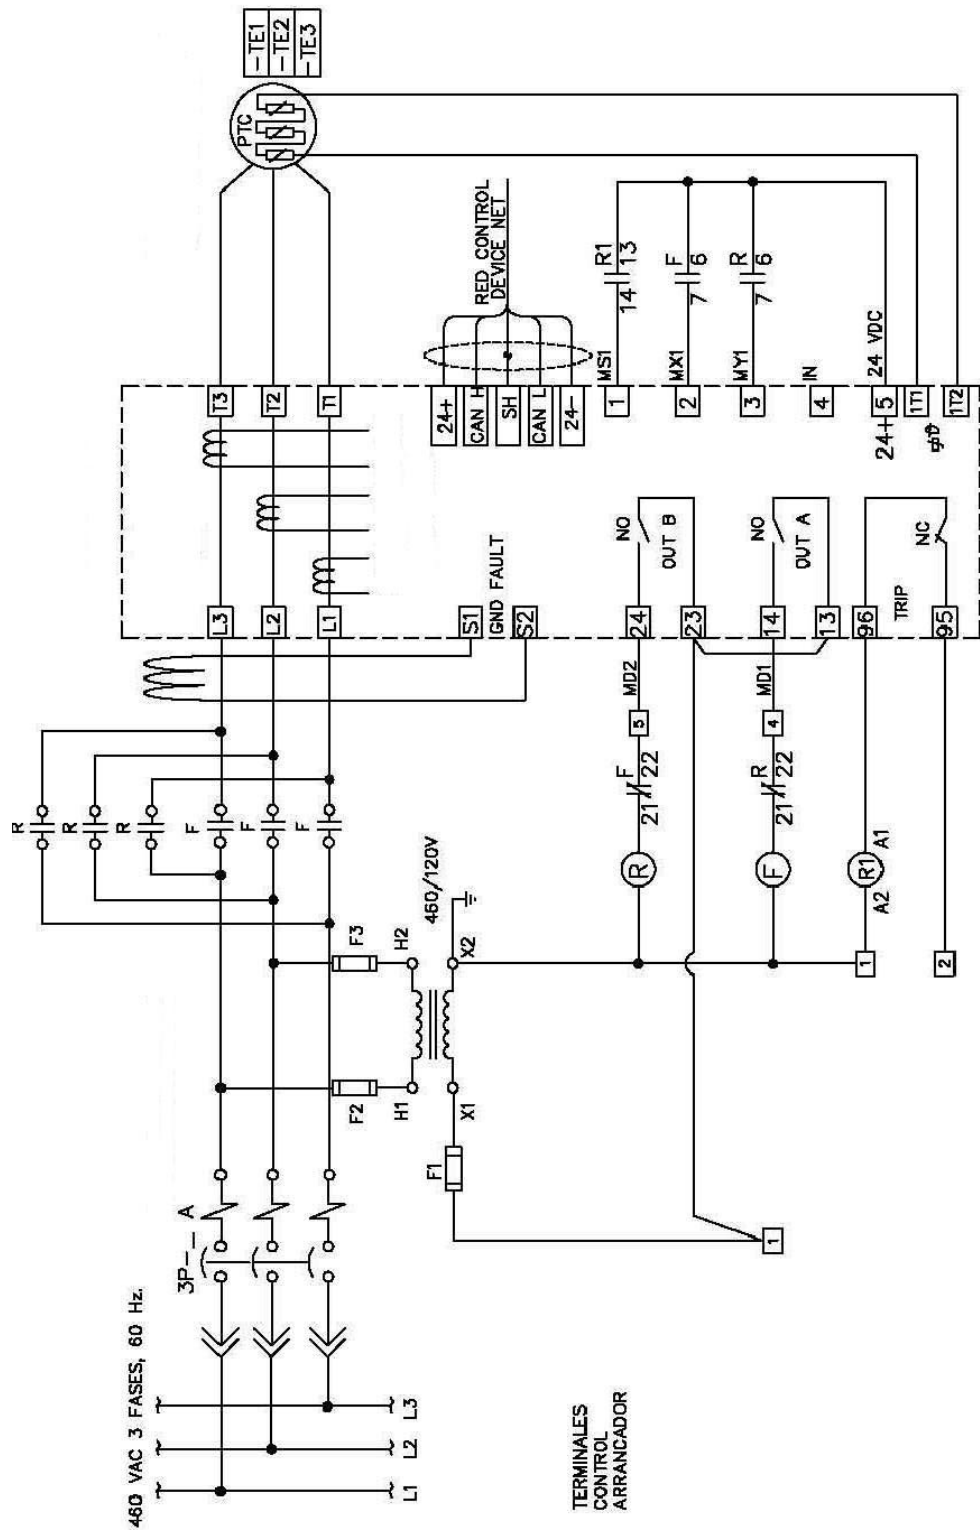 460 VAC 3 FASES, 60 Hz.
L1
L2
L3
3P-- A
F2
F3
H1
H2
460/120V
X1
X2
F1
1
R
R
R
F
F
F
L3
L2
L1
T3
T2
T1
S1
GND FAULT
S2
PTC
-TE1
-TE2
-TE3
24+
CAN H
SH
CAN L
24-
RED CONTROL
DEVICE NET
R
21
F
22
5
MD2
24
NO
OUT B
23
F
21
R
22
4
MD1
14
NO
OUT A
13
1
A2
R1
A1
96
TRIP
2
95
NC
1
MS1
14
R1
13
2
MX1
7
F
6
3
MY1
7
R
6
4
IN
24+
5
24 VDC
1T1
1T2
TERMINALES
CONTROL
ARRANCADOR